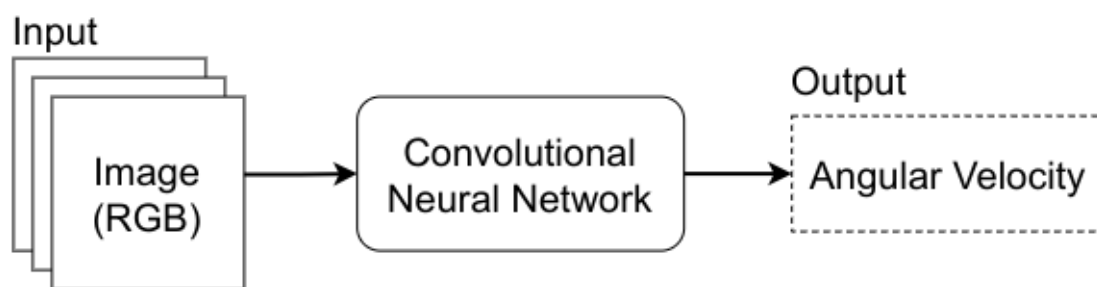 Input
Image
(RGB)
Convolutional
Neural Network
Output
Angular Velocity